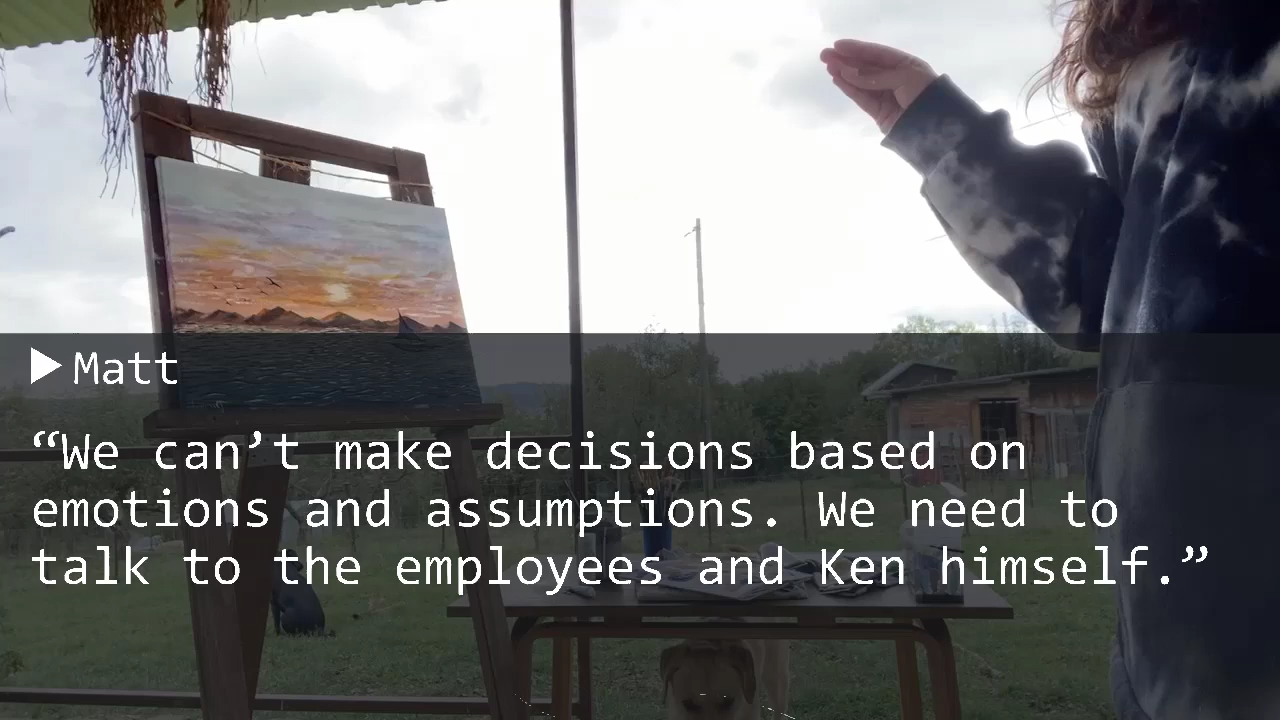 ▶Matt
“We can’t make decisions based on
emotions and assumptions. We need to
talk to the employees and Ken himself.”